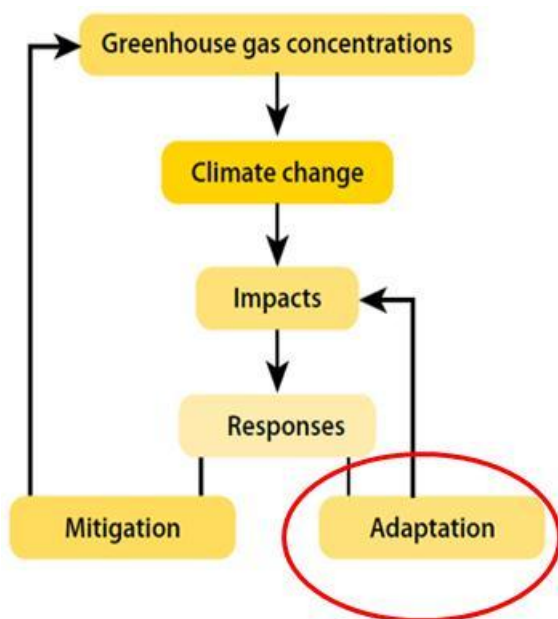 Greenhouse gas concentrations
Climate change
Impacts
Responses
Mitigation
Adaptation